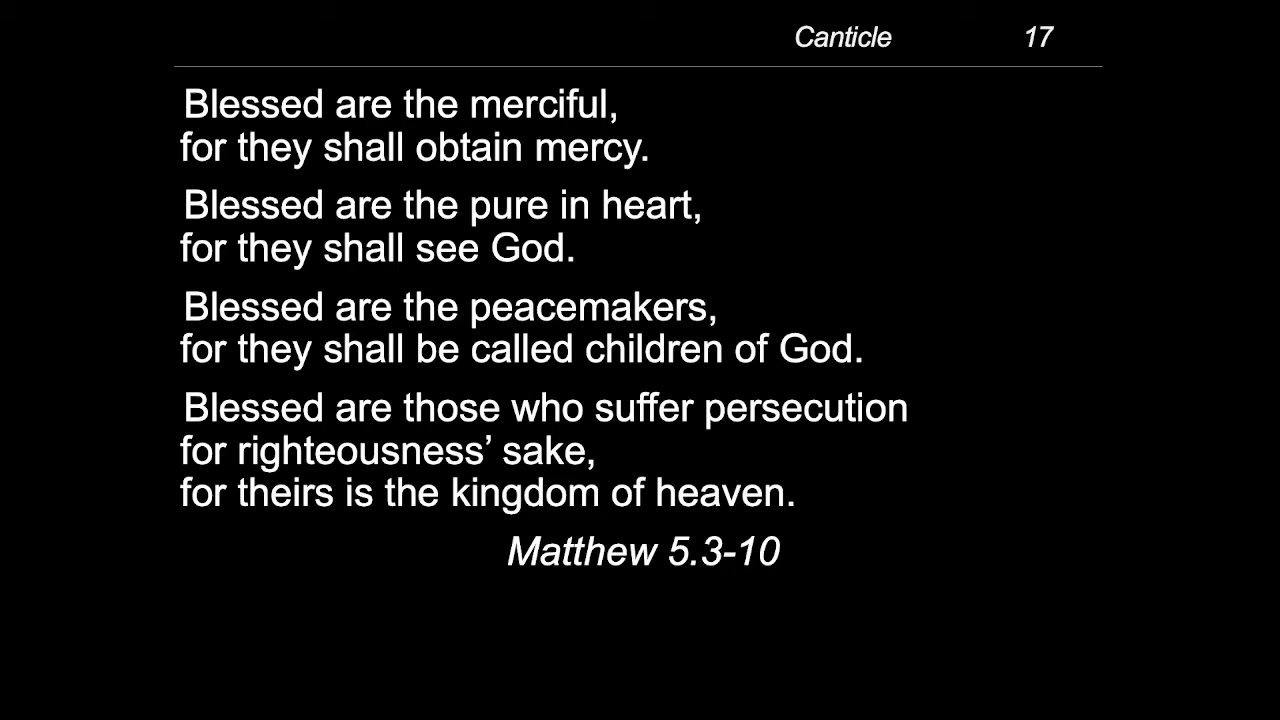 Canticle 17
Blessed are the merciful,
for they shall obtain mercy.
Blessed are the pure in heart,
for they shall see God.
Blessed are the peacemakers,
for they shall be called children of God.
Blessed are those who suffer persecution
for righteousness’ sake,
for theirs is the kingdom of heaven.
Matthew 5.3-10